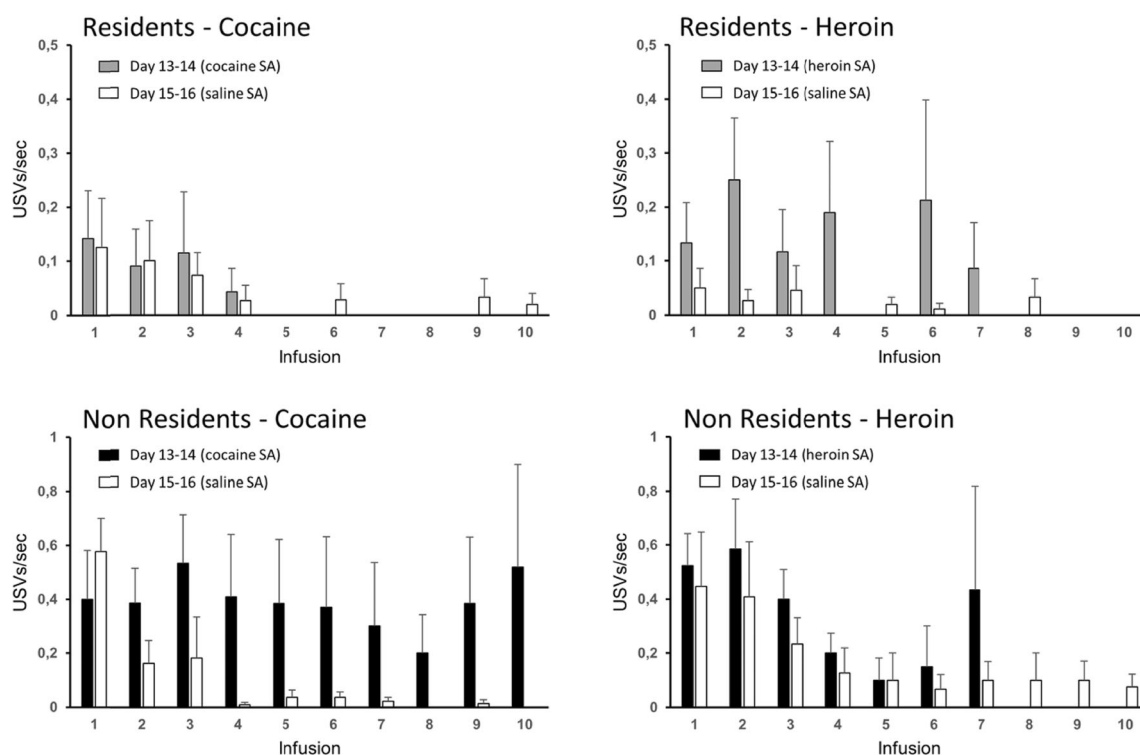 Residents - Cocaine
0,5
0,4
0,3
0,2
0,1
0
USVs/sec
Day 13-14 (cocaine SA)
Day 15-16 (saline SA)
1 2 3 4 5 6 7 8 9 10
Infusion
Residents - Heroin
0,5
0,4
0,3
0,2
0,1
0
USVs/sec
Day 13-14 (heroin SA)
Day 15-16 (saline SA)
1 2 3 4 5 6 7 8 9 10
Infusion
Non Residents - Cocaine
1
0,8
0,6
0,4
0,2
0
USVs/sec
Day 13-14 (cocaine SA)
Day 15-16 (saline SA)
1 2 3 4 5 6 7 8 9 10
Infusion
Non Residents - Heroin
1
0,8
0,6
0,4
0,2
0
USVs/sec
Day 13-14 (heroin SA)
Day 15-16 (saline SA)
1 2 3 4 5 6 7 8 9 10
Infusion